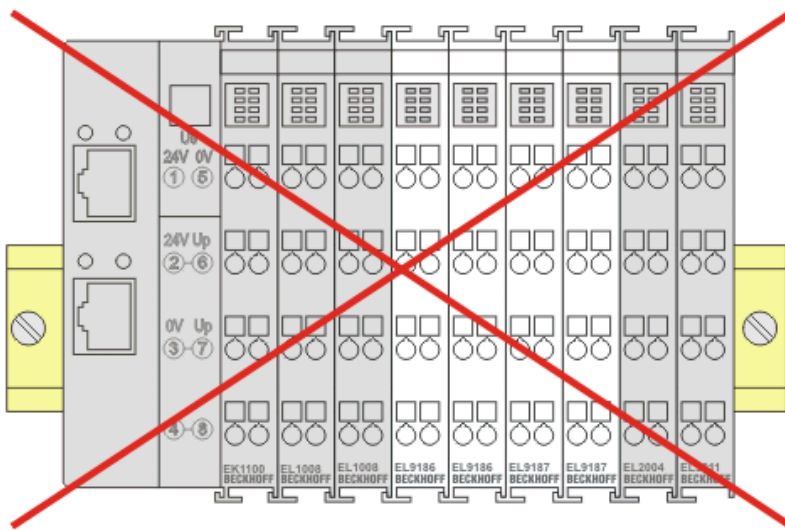 Us
24V 0V
1 5
24V Up
2 6
0V Up
3 7
4 8
EK1100 EL1008 EL1008 EL9186 EL9186 EL9187 EL9187 EL2004
BECKHOFF BECKHOFF BECKHOFF BECKHOFF BECKHOFF BECKHOFF BECKHOFF BECKHOFF BECKHOFF